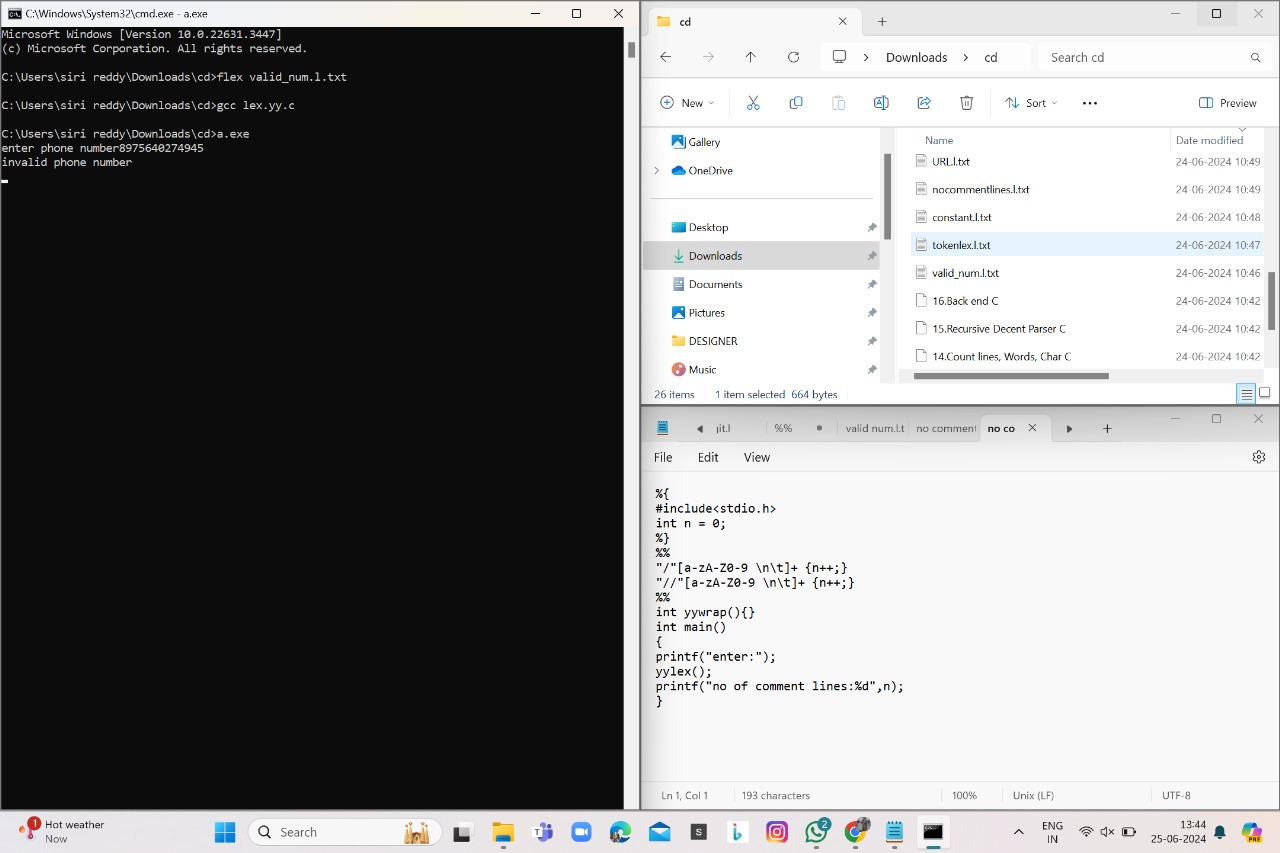 C:\Windows\System32\cmd.exe - a.exe
Microsoft Windows [Version 10.0.22631.3447]
(c) Microsoft Corporation. All rights reserved.
C:\Users\siri reddy\Downloads\cd>flex valid_num.l.txt
C:\Users\siri reddy\Downloads\cd>gcc lex.yy.c
C:\Users\siri reddy\Downloads\cd>a.exe
enter phone number8975640274945
invalid phone number
cd
Downloads > cd
Search cd
New
Sort
Preview
Gallery
OneDrive
Desktop
Downloads
Documents
Pictures
DESIGNER
Music
Name Date modified
URL.l.txt 24-06-2024 10:49
nocommentlines.l.txt 24-06-2024 10:49
constant.l.txt 24-06-2024 10:48
tokenlex.l.txt 24-06-2024 10:47
valid_num.l.txt 24-06-2024 10:46
16.Back end C 24-06-2024 10:42
15.Recursive Decent Parser C 24-06-2024 10:42
14.Count lines, Words, Char C 24-06-2024 10:42
26 items 1 item selected 664 bytes
%% valid num.l.t no comment no co
File Edit View
%{
#include<stdio.h>
int n = 0;
%}
%%
"/"[a-zA-Z0-9 \n\t]+ {n++;}
"//"[a-zA-Z0-9 \n\t]+ {n++;}
%%
int yywrap(){}
int main()
{
printf("enter:");
yylex();
printf("no of comment lines:%d",n);
}
Ln 1, Col 1 193 characters 100% Unix (LF) UTF-8
1
Hot weather
Now
Search
S
2
ENG
IN
13:34
25-06-2024
PRE